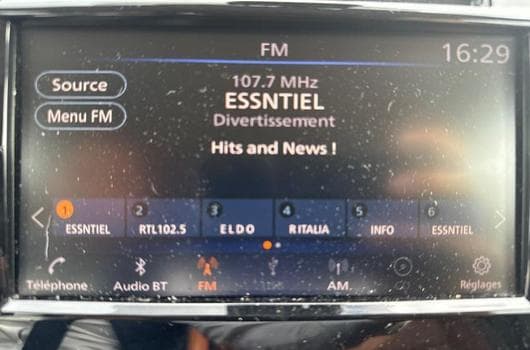 FM
16:29
Source
107.7 MHz
ESSNTIEL
Menu FM
Divertissement
Hits and News !
1 2 3 4 5 6
ESSNTIEL RTL102.5 ELDO R ITALIA INFO ESSNTIEL
Téléphone Audio BT FM AM Réglages